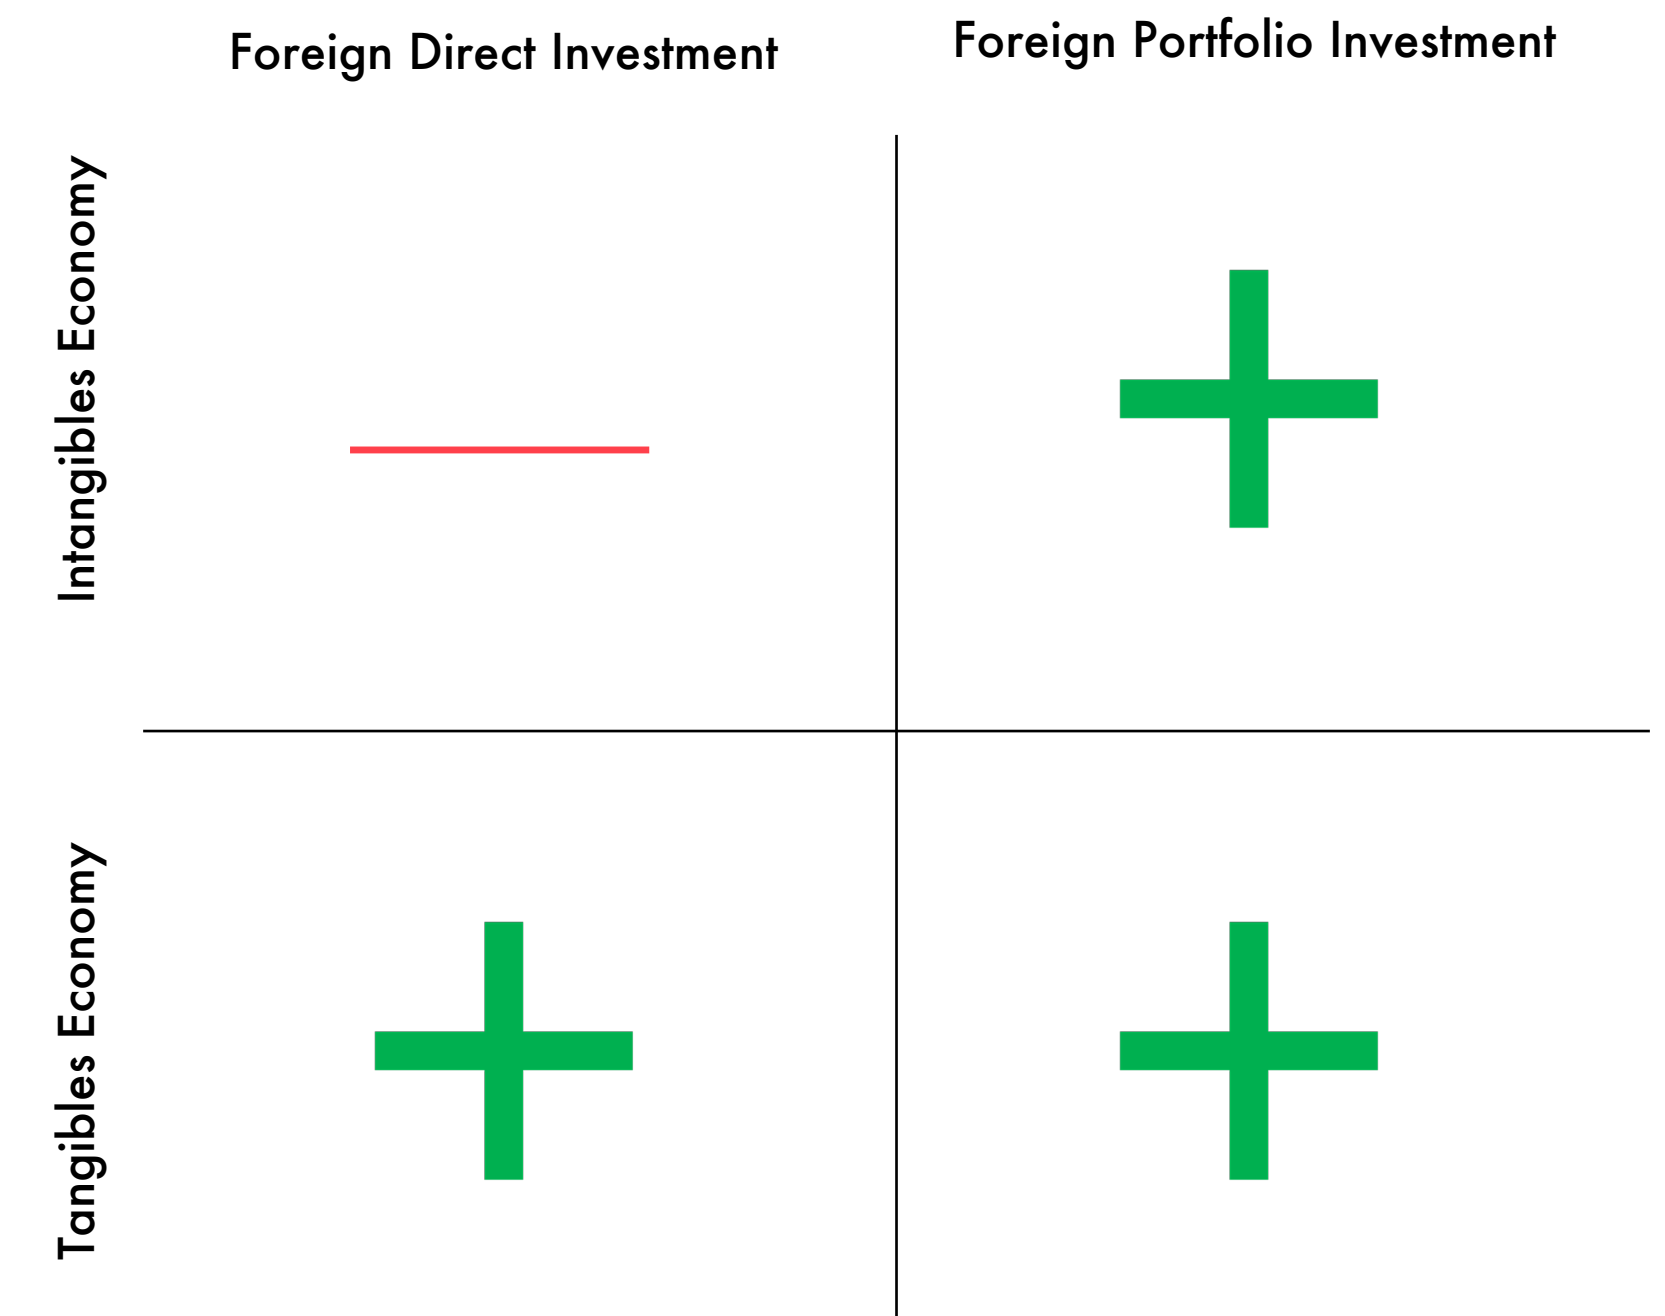 Foreign Direct Investment
Foreign Portfolio Investment
Intangibles Economy
Tangibles Economy